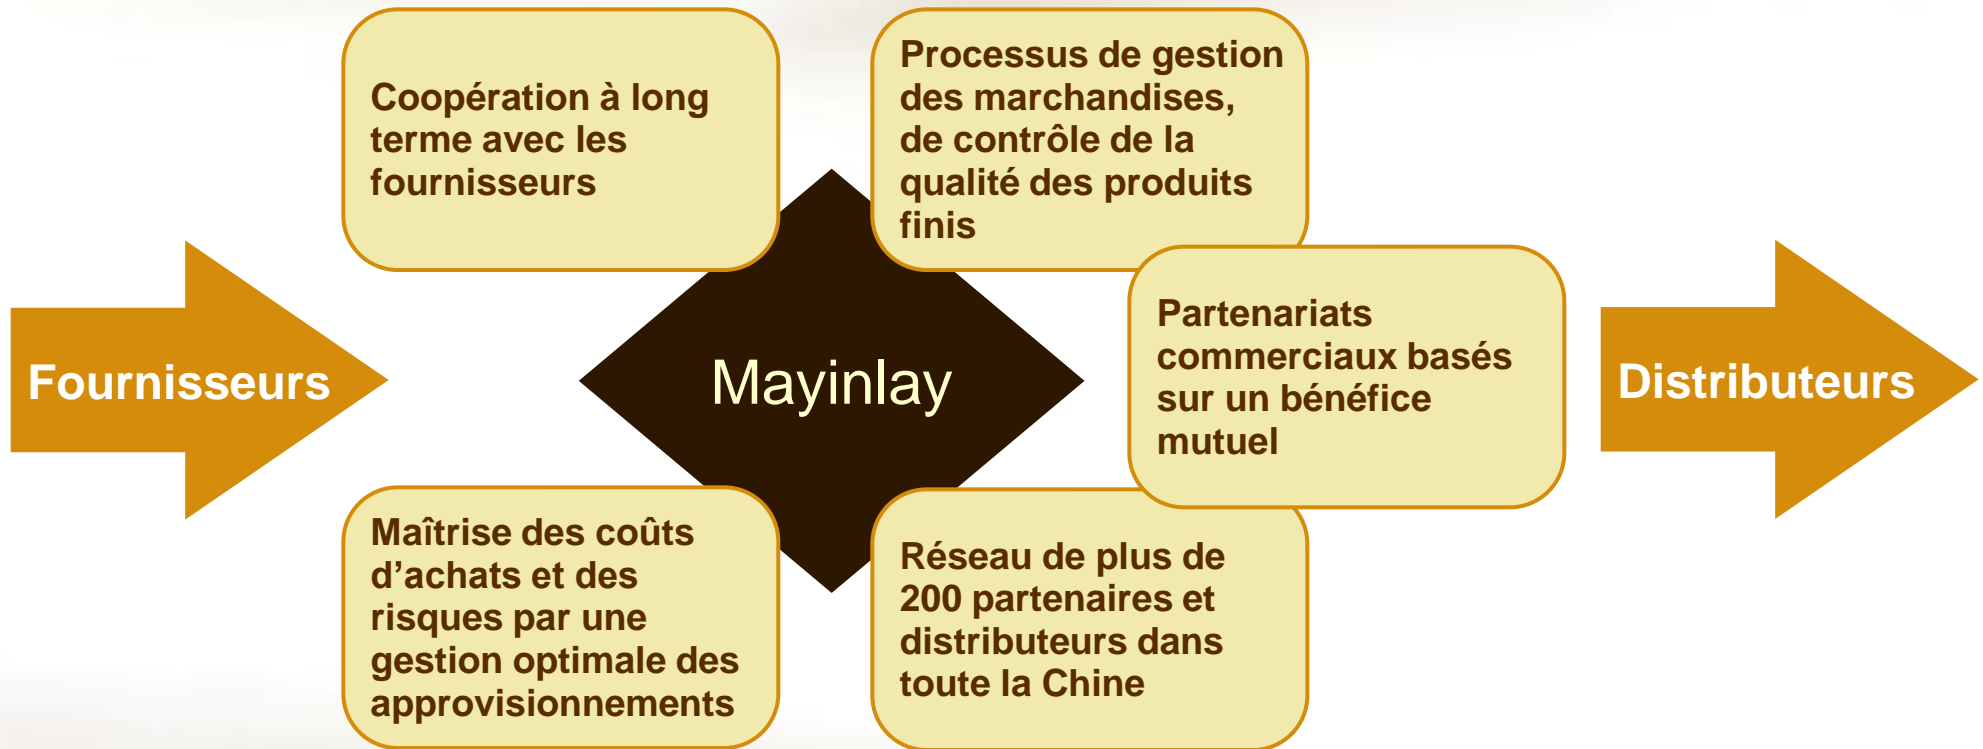 Fournisseurs
Coopération à long
terme avec les
fournisseurs
Maîtrise des coûts
d’achats et des
risques par une
gestion optimale des
approvisionnements
Mayinlay
Processus de gestion
des marchandises,
de contrôle de la
qualité des produits
finis
Partenariats
commerciaux basés
sur un bénéfice
mutuel
Réseau de plus de
200 partenaires et
distributeurs dans
toute la Chine
Distributeurs